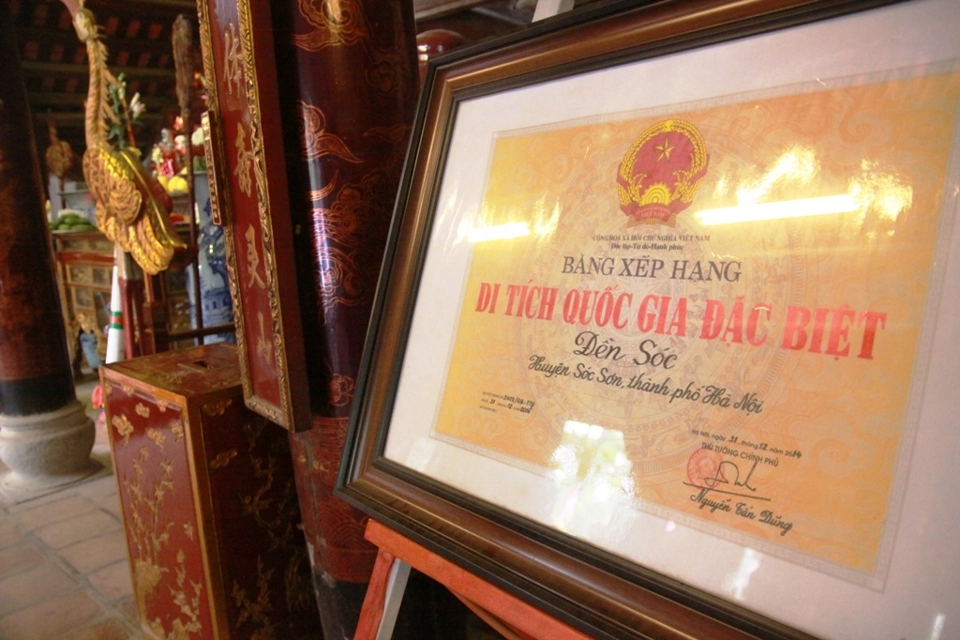 CỘNG HÒA XÃ HỘI CHỦ NGHĨA VIỆT NAM
Độc lập-Tự do-Hạnh phúc
BẰNG XẾP HẠNG
DI TÍCH QUỐC GIA ĐẶC BIỆT
Đền Sóc
Huyện Sóc Sơn, thành phố Hà Nội
Hà Nội, ngày 31 tháng 12 năm 2014
THỦ TƯỚNG CHÍNH PHỦ
Nguyễn Tấn Dũng